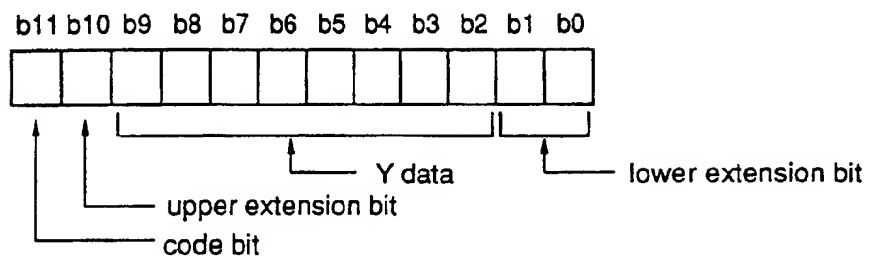 b11 b10 b9 b8 b7 b6 b5 b4 b3 b2 b1 b0
Y data
lower extension bit
upper extension bit
code bit